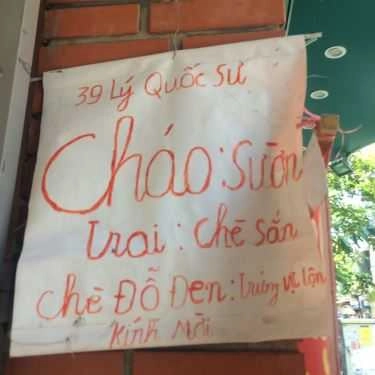 39 Lý Quốc Sư
Cháo: Sườn
Trai: Chè sắn
Chè Đỗ Đen: Trứng vịt lộn
Kính Mời